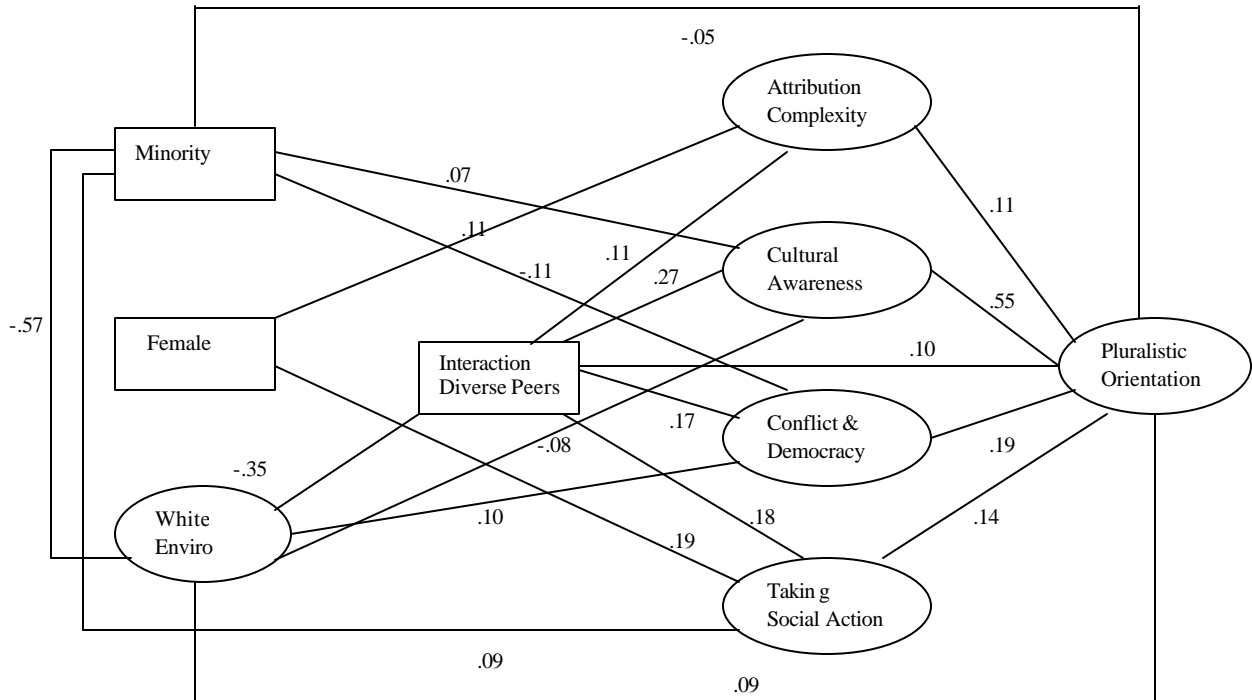 -.05
Attribution
Complexity
Minority
.07
.11
.11
.11
Cultural
Awareness
-.11
.27
.55
-.57
Female
Interaction
Diverse Peers
.10
Pluralistic
Orientation
.17
Conflict &
Democracy
.19
-.08
-.35
White
Enviro
.10
.18
.14
.19
Takin g
Social Action
.09
.09